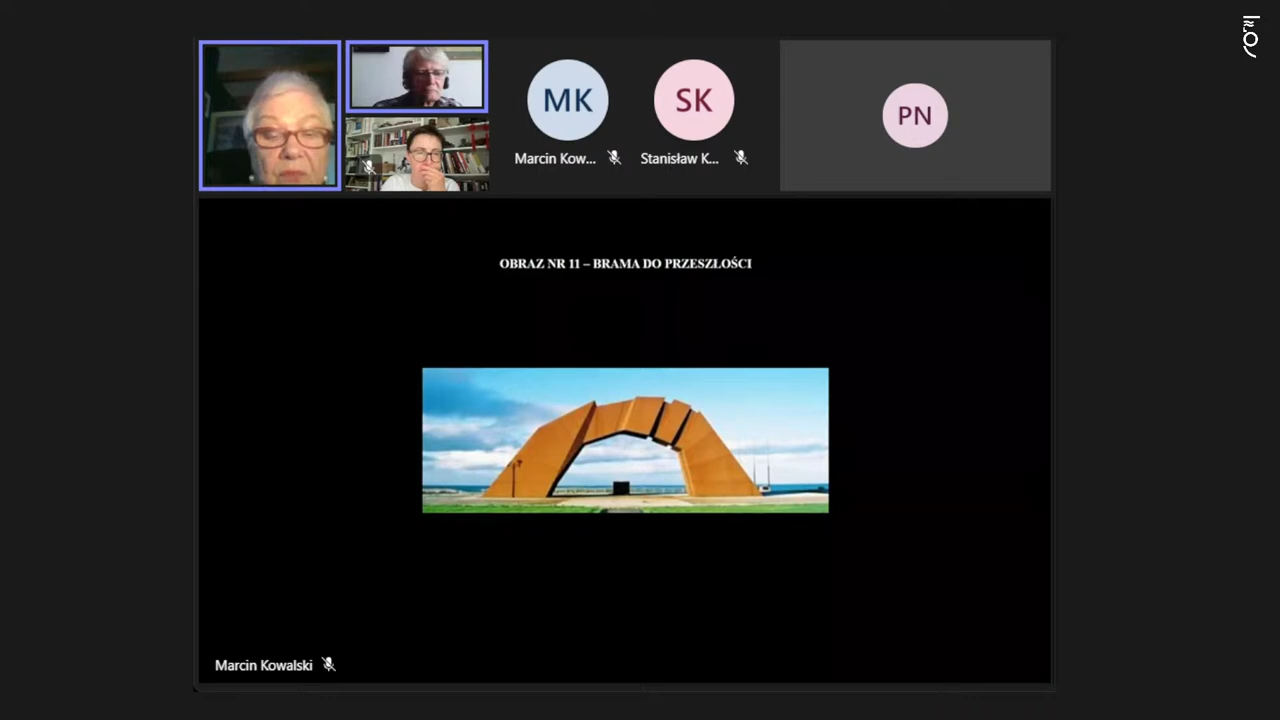 MK
SK
PN
Marcin Kow...
Stanisław K...
OBRAZ NR 11 – BRAMA DO PRZESZŁOŚCI
Marcin Kowalski